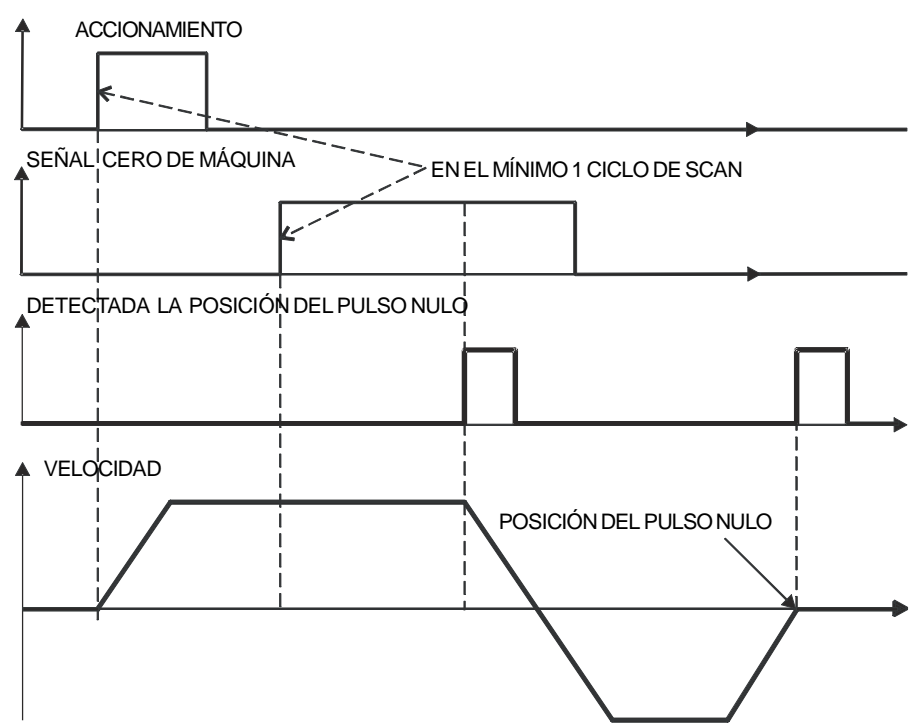 ACCIONAMIENTO
SEÑAL CERO DE MÁQUINA
EN EL MÍNIMO 1 CICLO DE SCAN
DETECTADA LA POSICIÓN DEL PULSO NULO
VELOCIDAD
POSICIÓN DEL PULSO NULO